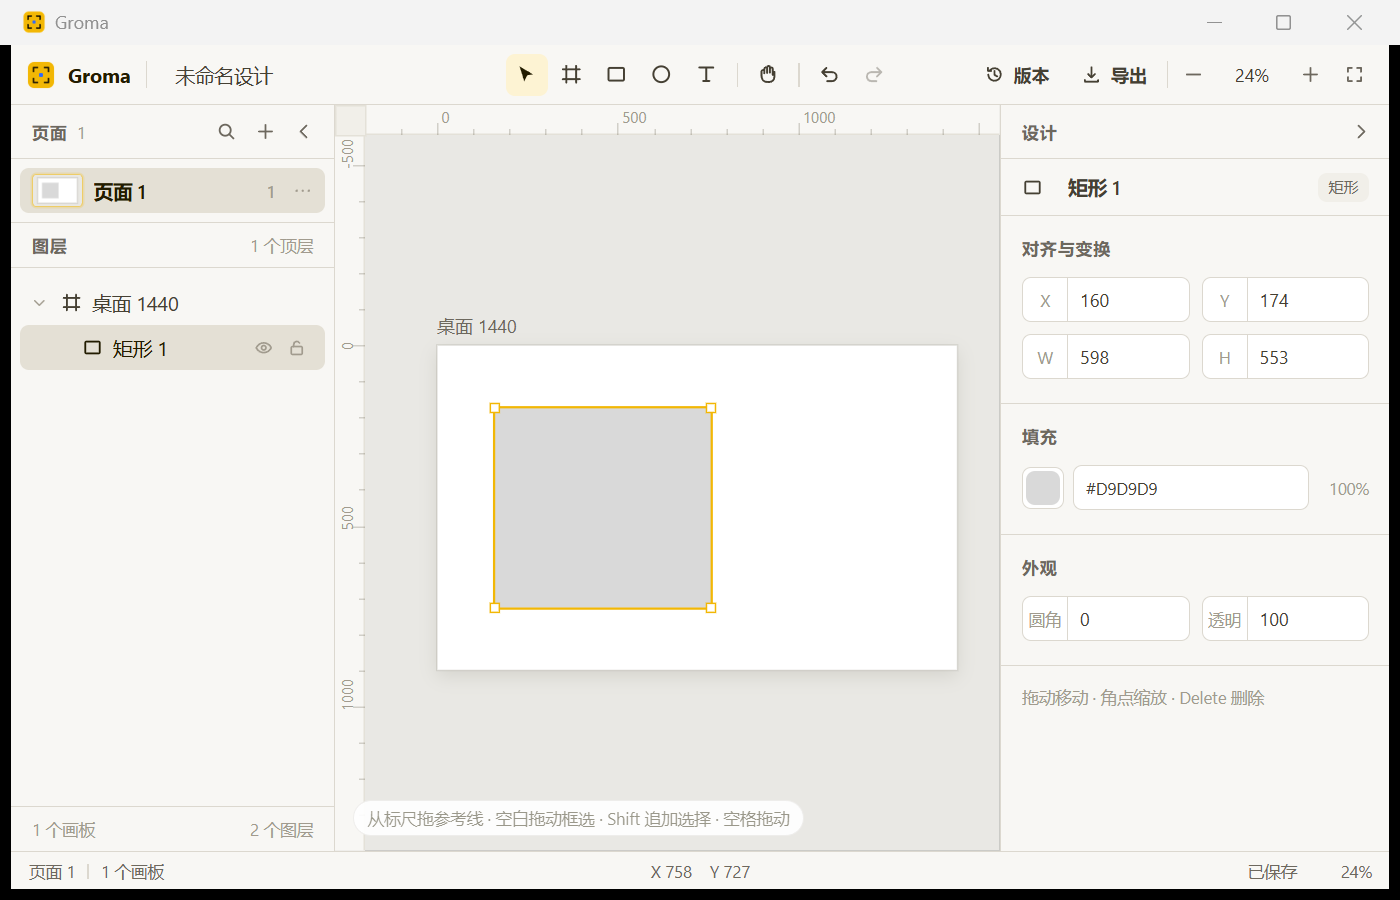 Groma
Groma 未命名设计 T 版本 导出 24%
页面 1
页面 1 1 ···
图层 1 个顶层
桌面 1440
矩形 1
1 个画板 2 个图层
0 500 1000
-500
0
500
1000
桌面 1440
从标尺拖参考线 · 空白拖动框选 · Shift 追加选择 · 空格拖动
设计
矩形 1 矩形
对齐与变换
X 160 Y 174
W 598 H 553
填充
#D9D9D9 100%
外观
圆角 0 透明 100
拖动移动 · 角点缩放 · Delete 删除
页面 1 1 个画板 X 758 Y 727 已保存 24%